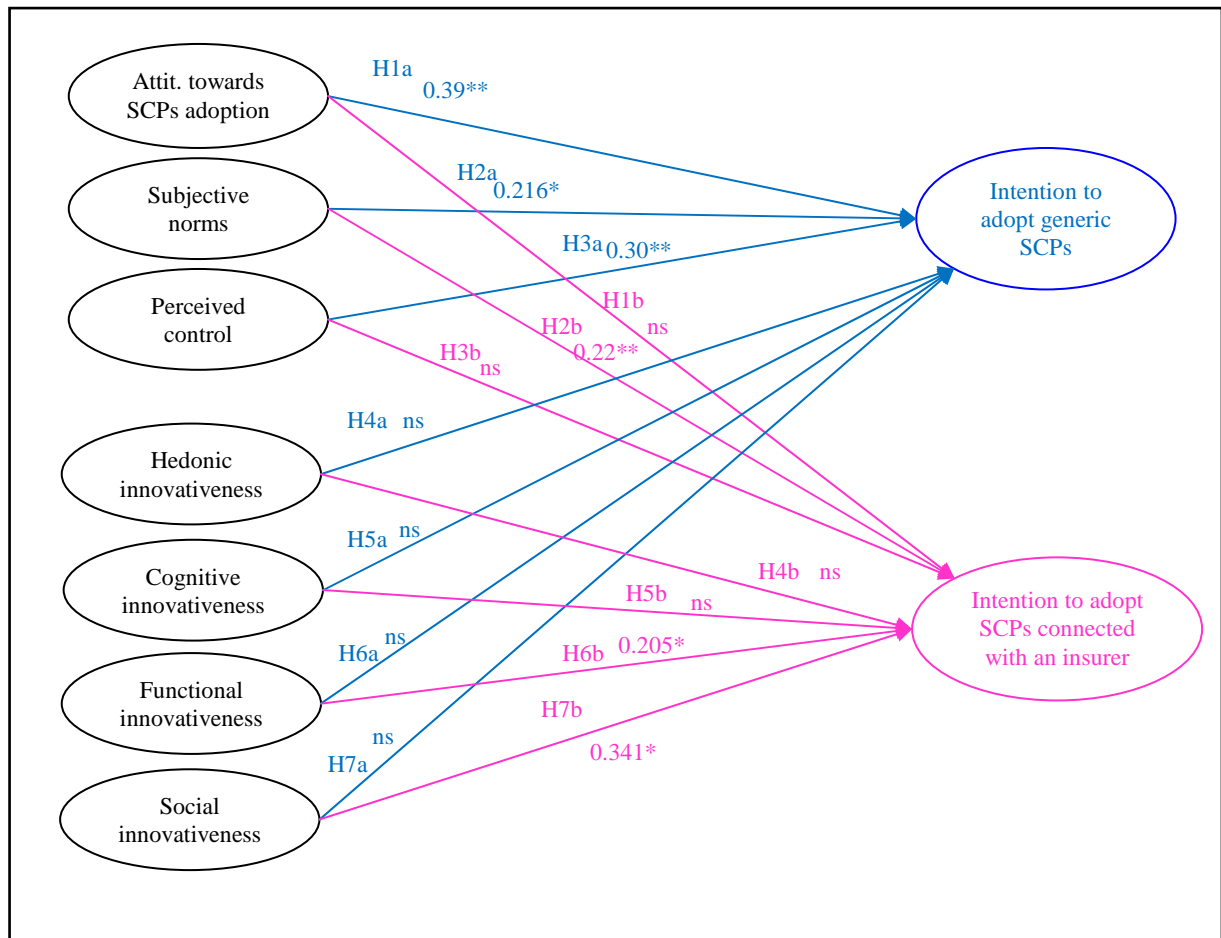 Attit. towards
SCPs adoption
Subjective
norms
Perceived
control
Hedonic
innovativeness
Cognitive
innovativeness
Functional
innovativeness
Social
innovativeness
H1a
0.39**
H2a
0.216*
H3a
0.30**
H1b
ns
H2b
0.22**
H3b
ns
H4a ns
H5a
ns
H6a
ns
H7a
ns
H4b ns
H5b
ns
H6b
0.205*
H7b
0.341*
Intention to
adopt generic
SCPs
Intention to adopt
SCPs connected
with an insurer